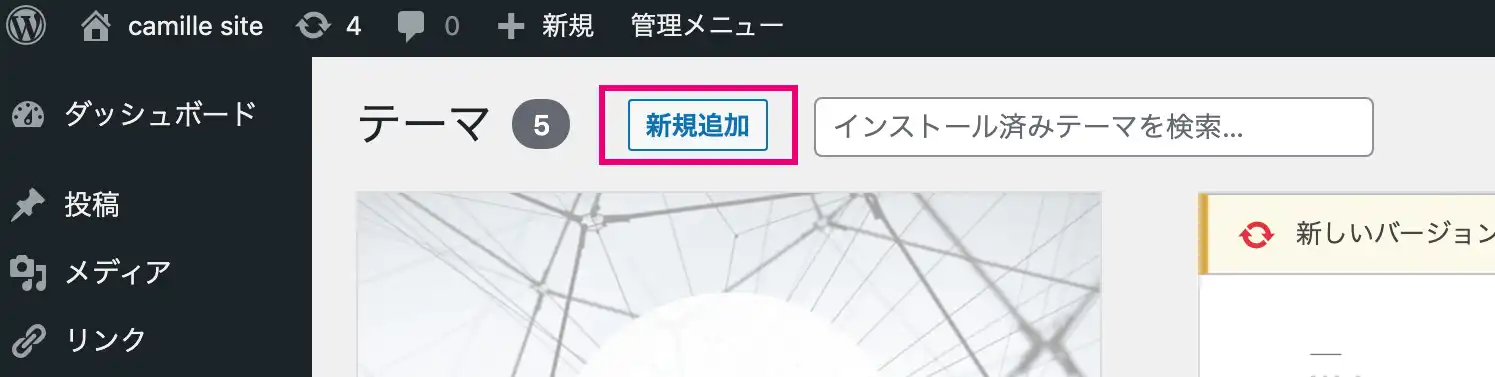 camille site 4 0 新規 管理メニュー
ダッシュボード
テーマ 5 新規追加 インストール済みテーマを検索...
投稿
新しいバージョン
メディア
リンク